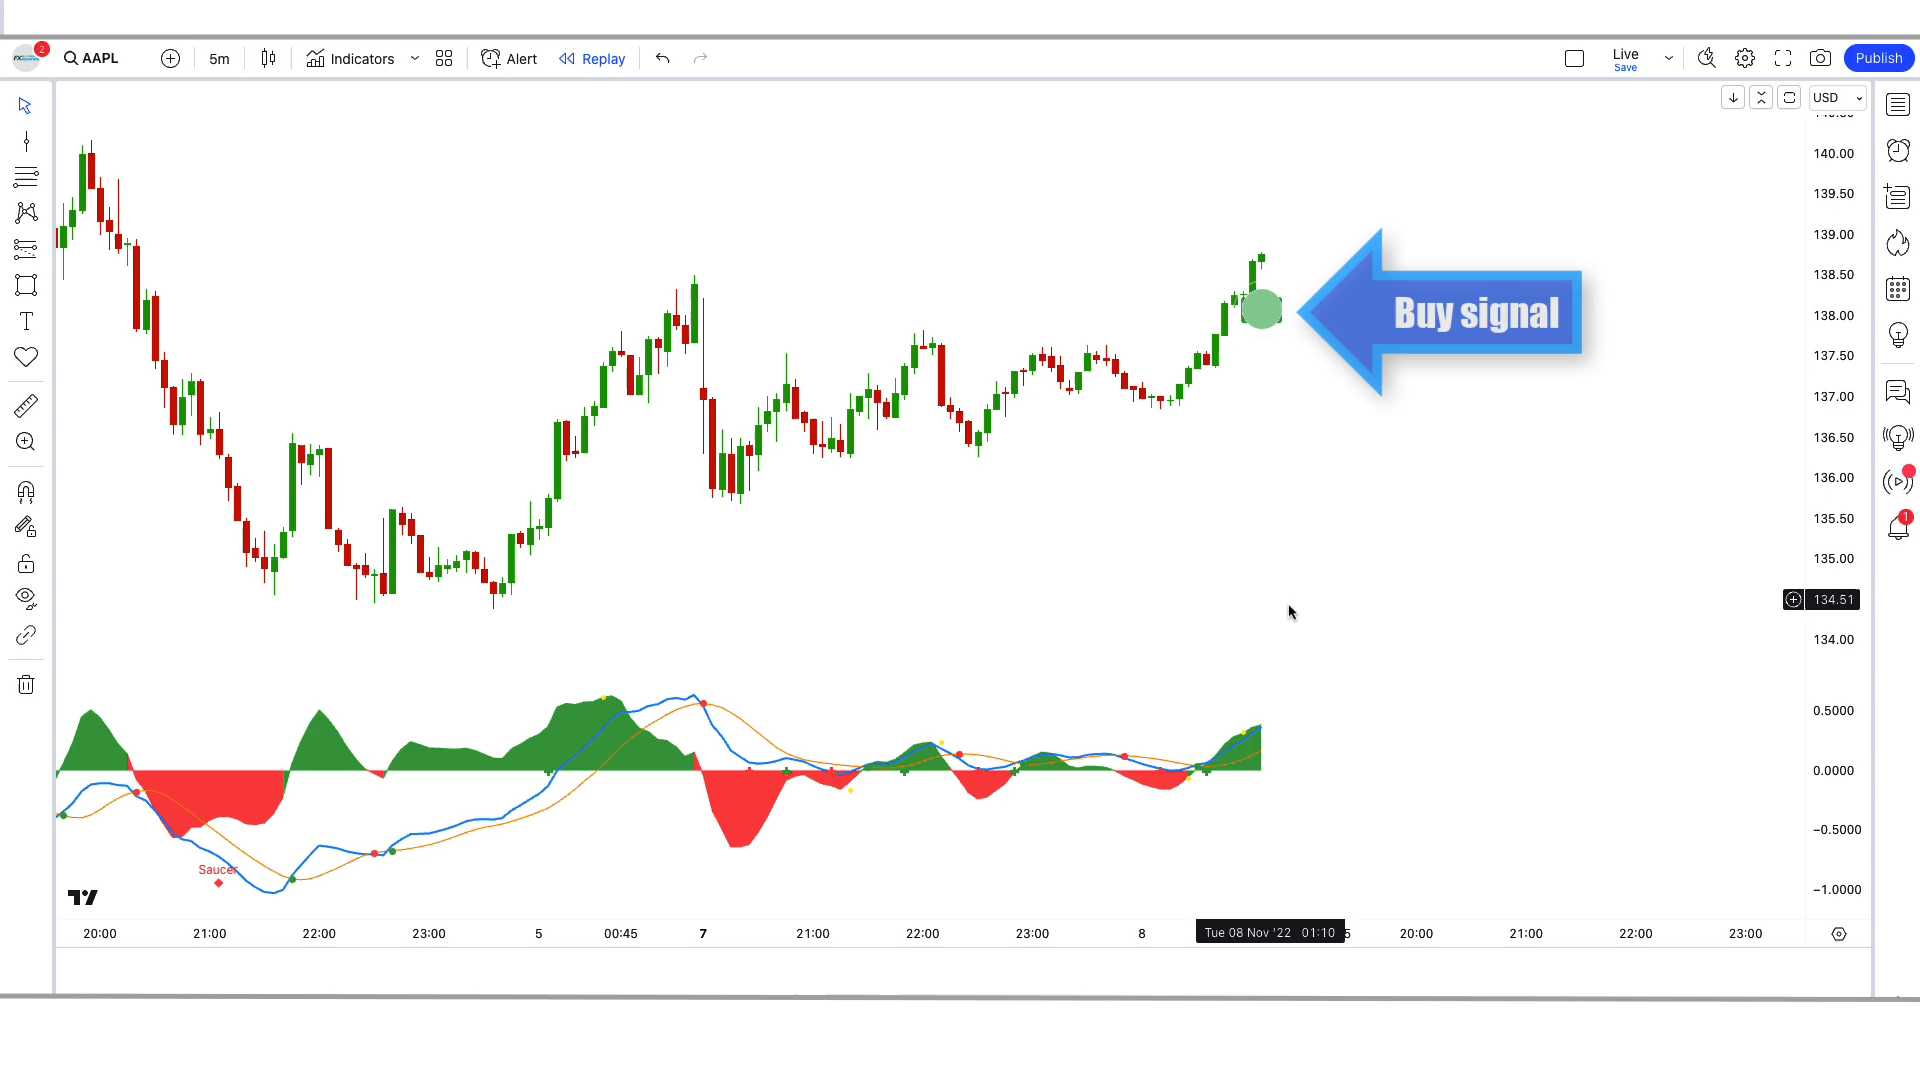 2
AAPL
5m
Indicators
Alert
Replay
Live
Save
Publish
USD
140.00
139.50
139.00
138.50
138.00
137.50
137.00
136.50
136.00
135.50
135.00
134.51
134.00
Buy signal
1
0.5000
0.0000
−0.5000
−1.0000
Saucer
20:00
21:00
22:00
23:00
5
00:45
7
21:00
22:00
23:00
8
Tue 08 Nov '22 01:10
5
20:00
21:00
22:00
23:00